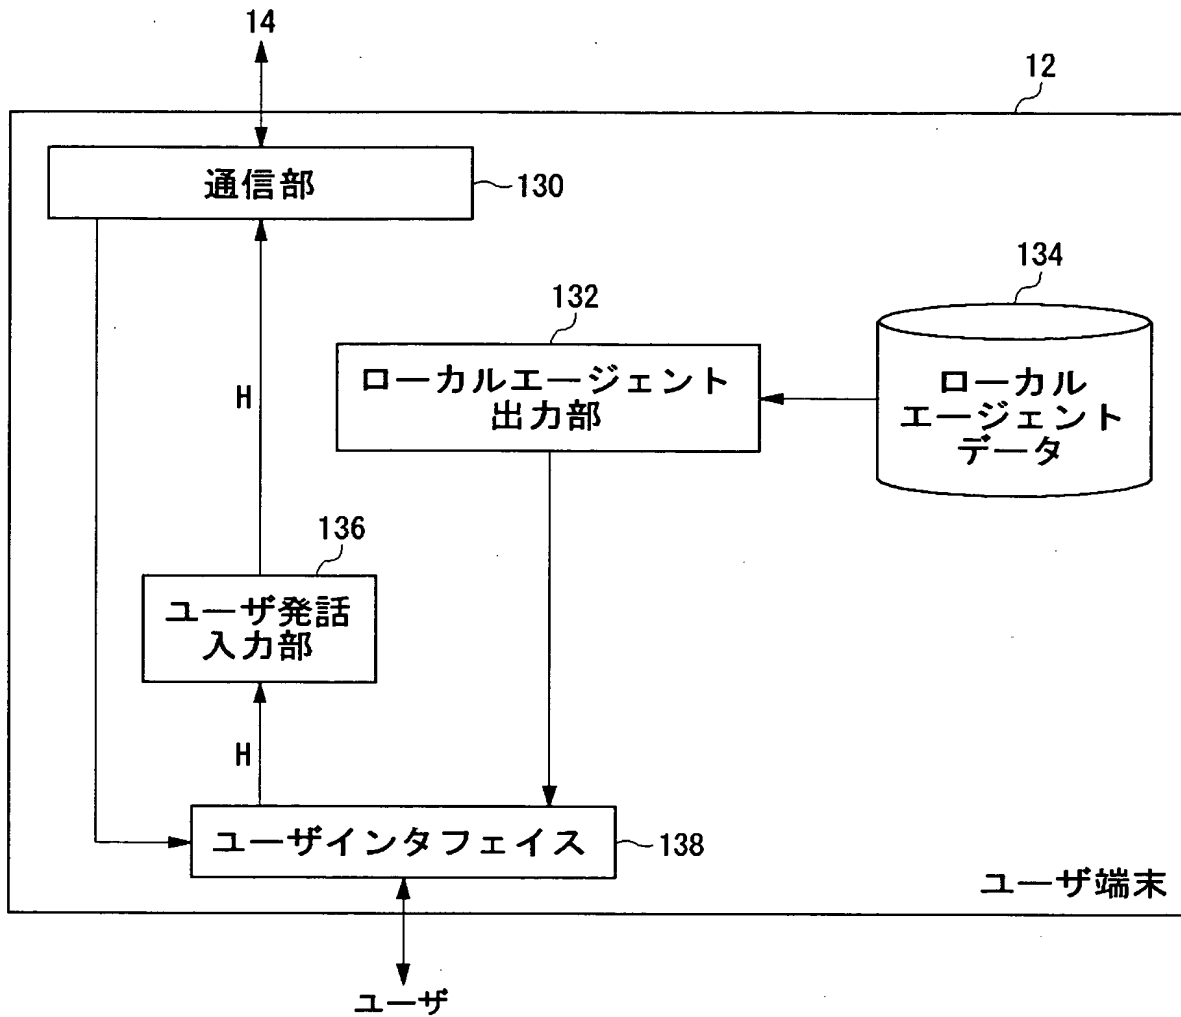 14
12
通信部
130
134
132
ローカルエージェント
出力部
ローカル
エージェント
データ
H
136
ユーザ発話
入力部
H
ユーザインタフェイス
138
ユーザ端末
ユーザ